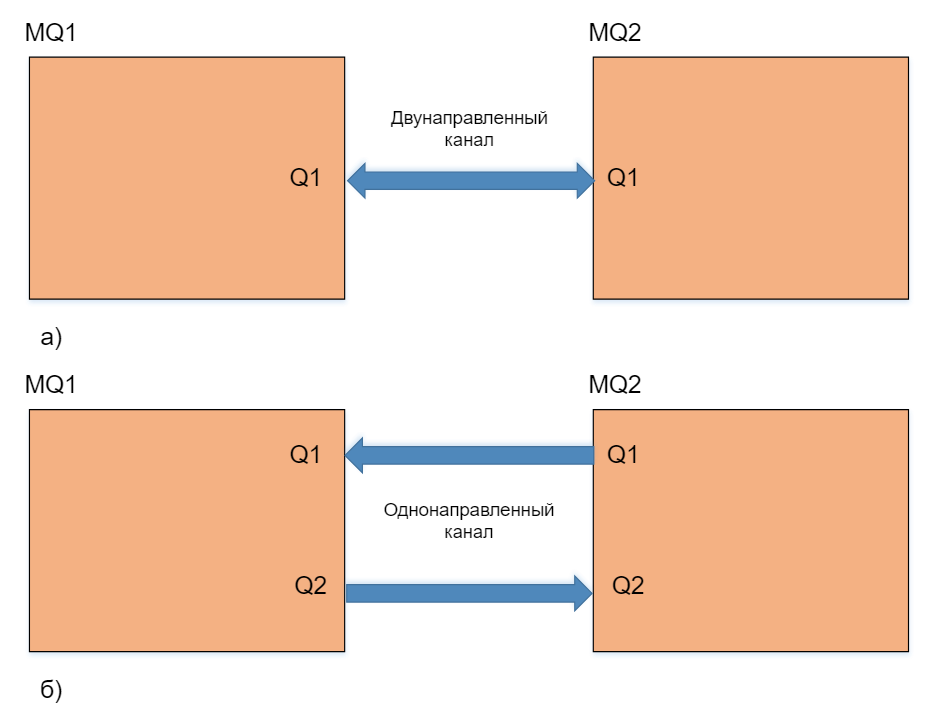 MQ1
MQ2
Двунаправленный
канал
Q1
Q1
а)
MQ1
MQ2
Q1
Q1
Однонаправленный
канал
Q2
Q2
б)